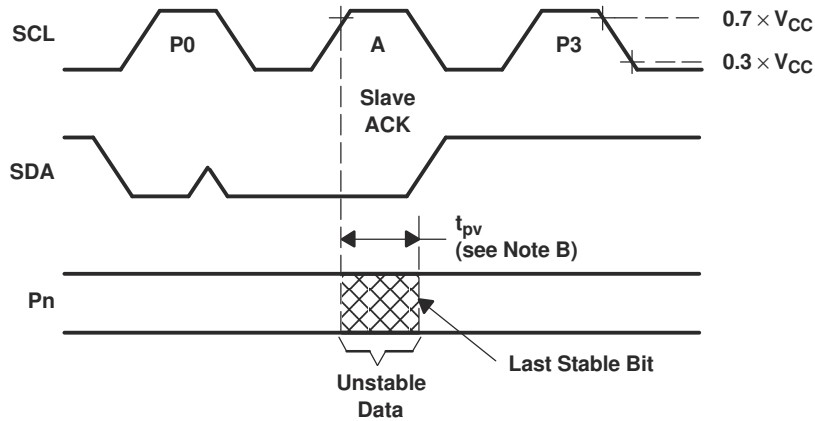 SCL
P0
A
P3
0.7 × VCC
0.3 × VCC
Slave
ACK
SDA
tpv
(see Note B)
Pn
Last Stable Bit
Unstable
Data